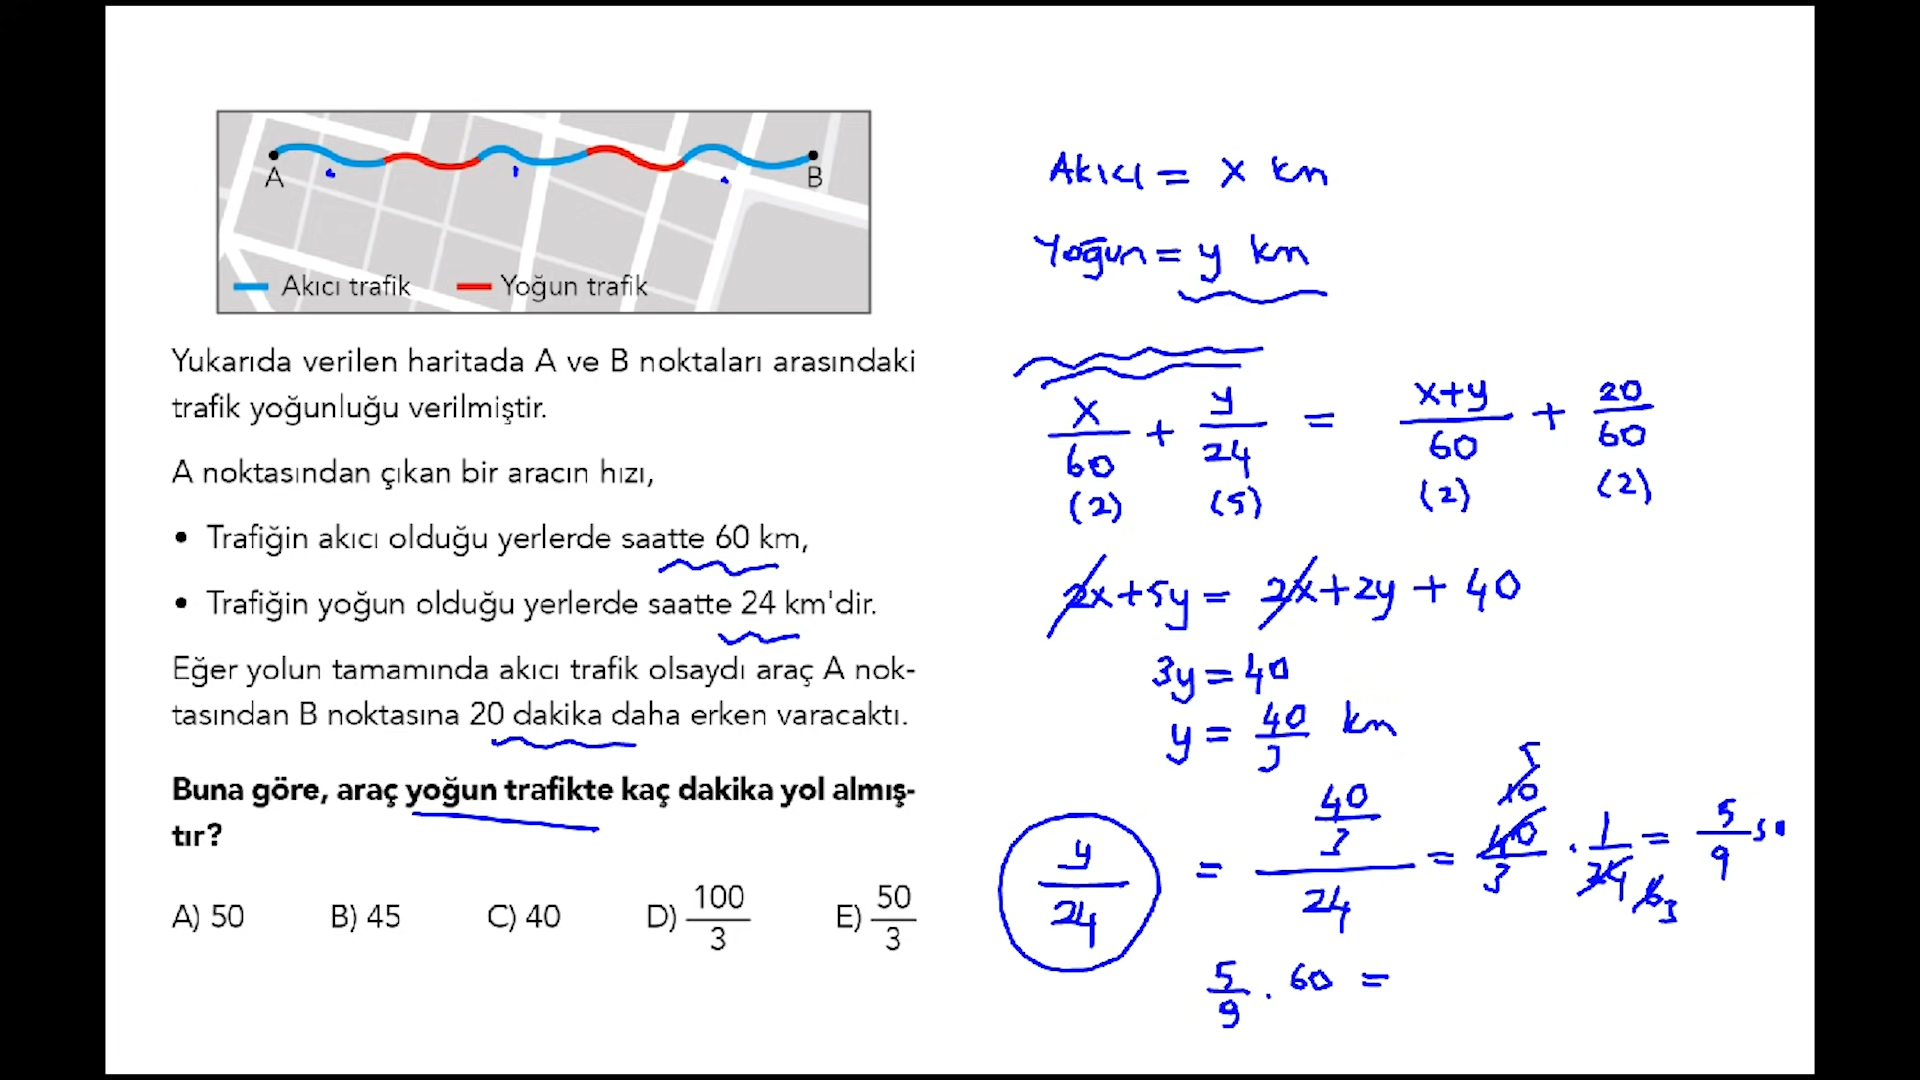 A
B
Akıcı trafik Yoğun trafik
Yukarıda verilen haritada A ve B noktaları arasındaki
trafik yoğunluğu verilmiştir.
A noktasından çıkan bir aracın hızı,
• Trafiğin akıcı olduğu yerlerde saatte 60 km,
• Trafiğin yoğun olduğu yerlerde saatte 24 km'dir.
Eğer yolun tamamında akıcı trafik olsaydı araç A nok-
tasından B noktasına 20 dakika daha erken varacaktı.
Buna göre, araç yoğun trafikte kaç dakika yol almış-
tır?
A) 50 B) 45 C) 40 D) 100/3 E) 50/3
Akıcı = x km
Yoğun = y km
x/60 + y/24 = x+y/60 + 20/60
(2) (5) (2) (2)
2x+5y = 2x+2y + 40
3y = 40
y = 40/3 km
y/24 = 40/3/24 = 40/3 · 1/24 = 5/9
10 5
6 3
5/9 . 60 =